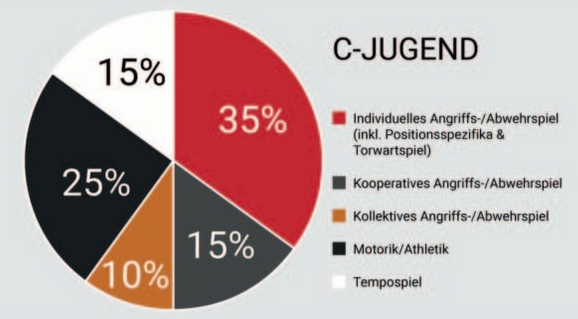 C-JUGEND
15%
35%
25%
15%
10%
Individuelles Angriffs-/Abwehrspiel
(inkl. Positionsspezifika &
Torwartspiel)
Kooperatives Angriffs-/Abwehrspiel
Kollektives Angriffs-/Abwehrspiel
Motorik/Athletik
Tempospiel